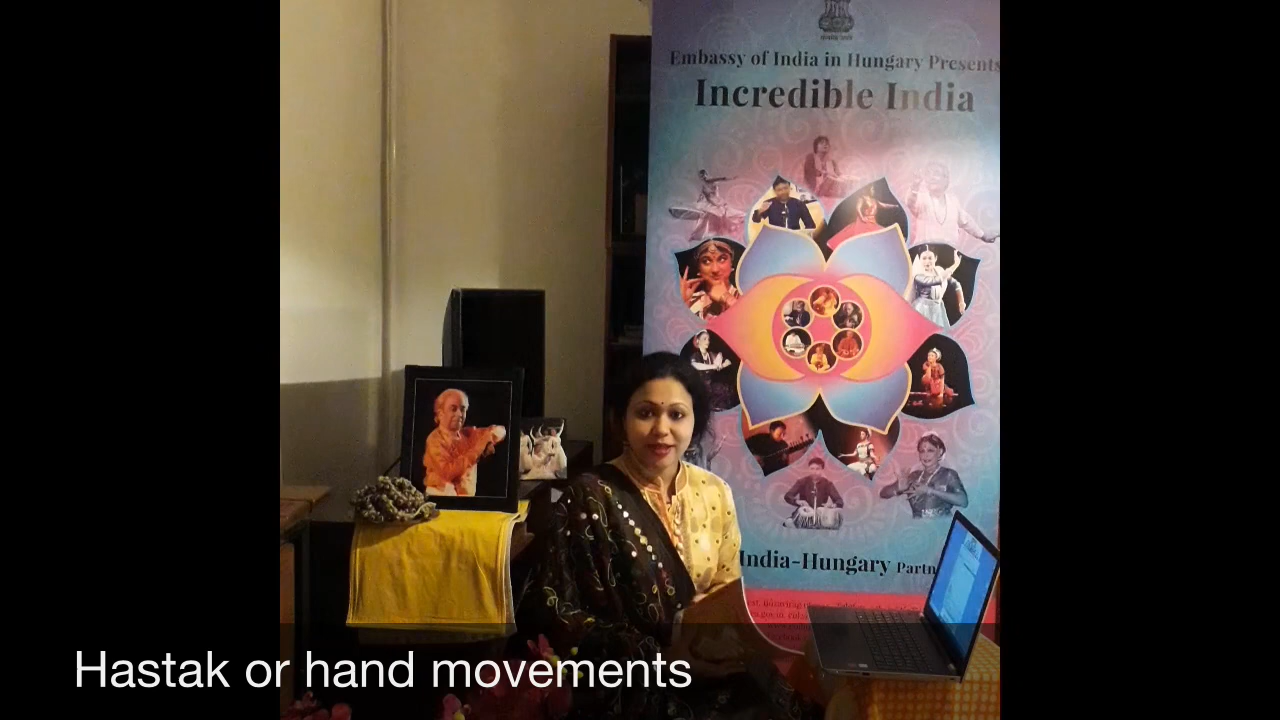 Embassy of India in Hungary Presents
Incredible India
India-Hungary
Hastak or hand movements